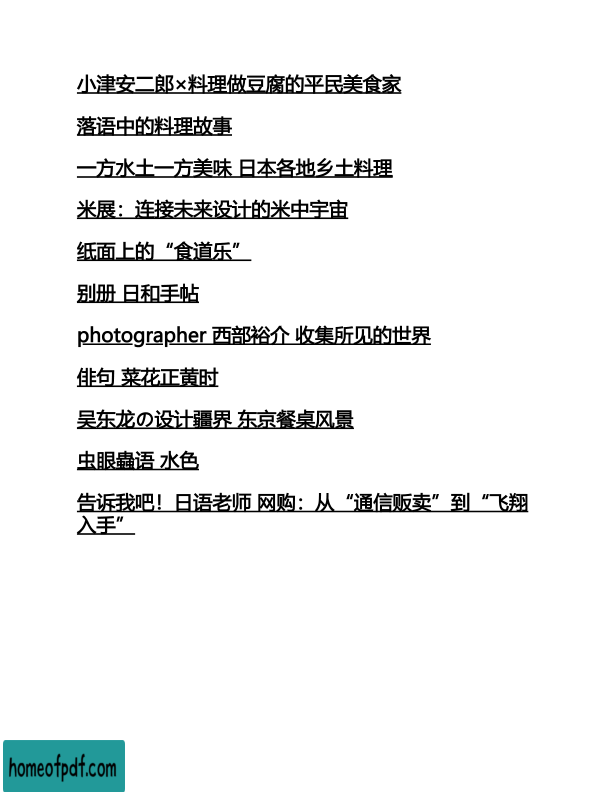 小津安二郎×料理做豆腐的平民美食家
落语中的料理故事
一方水土一方美味 日本各地乡土料理
米展：连接未来设计的米中宇宙
纸面上的“食道乐”
别册 日和手帖
photographer 西部裕介 收集所见的世界
俳句 菜花正黄时
吴东龙の设计疆界 东京餐桌风景
虫眼蟲语 水色
告诉我吧！日语老师 网购：从“通信贩卖”到“飞翔
入手”
homeofpdf.com